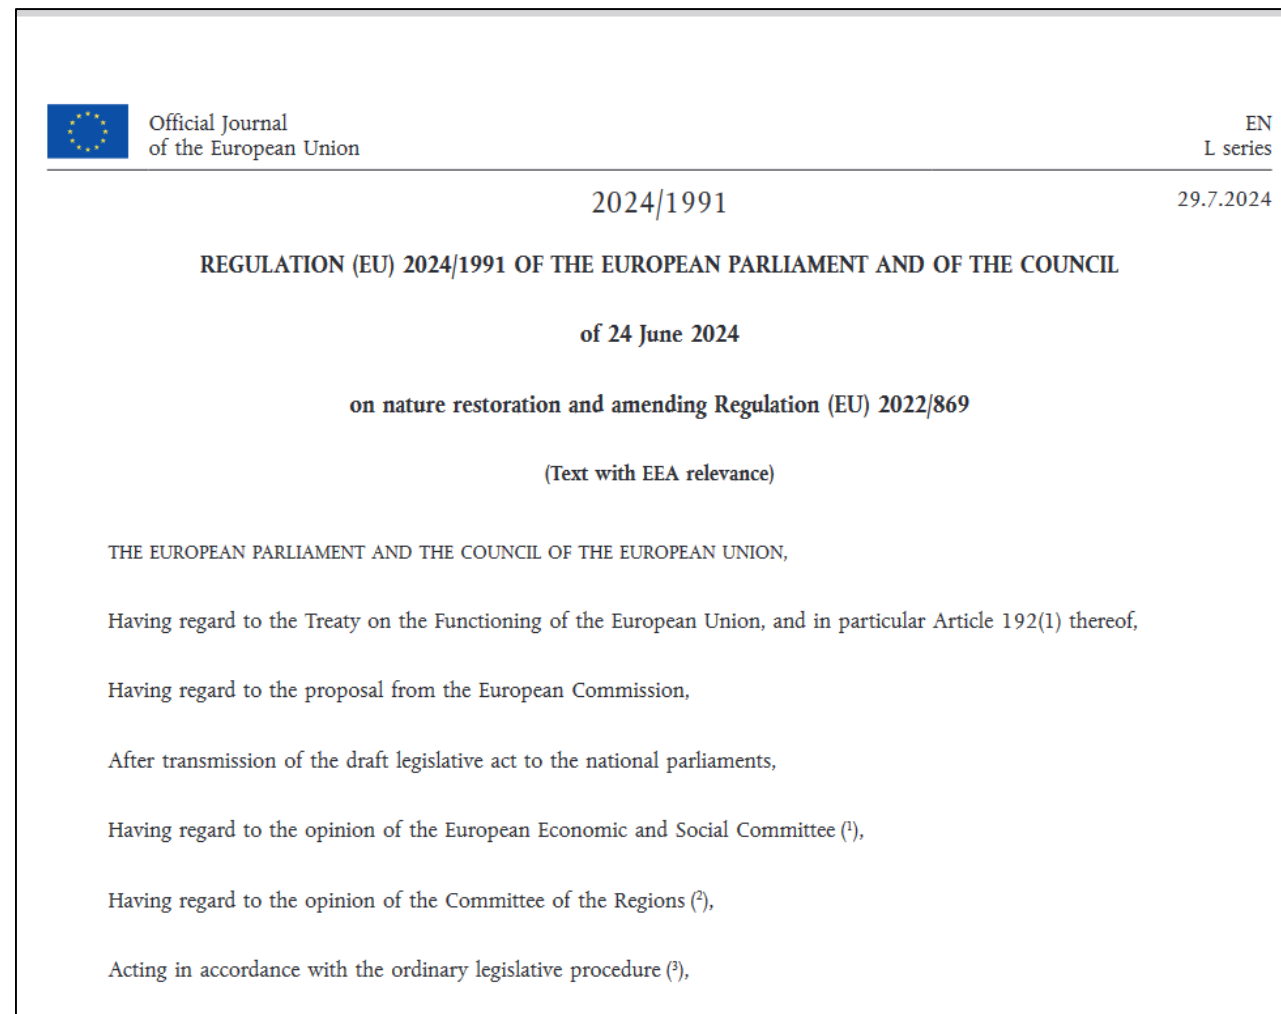 Official Journal
of the European Union
EN
L series
2024/1991
29.7.2024
REGULATION (EU) 2024/1991 OF THE EUROPEAN PARLIAMENT AND OF THE COUNCIL
of 24 June 2024
on nature restoration and amending Regulation (EU) 2022/869
(Text with EEA relevance)
THE EUROPEAN PARLIAMENT AND THE COUNCIL OF THE EUROPEAN UNION,
Having regard to the Treaty on the Functioning of the European Union, and in particular Article 192(1) thereof,
Having regard to the proposal from the European Commission,
After transmission of the draft legislative act to the national parliaments,
Having regard to the opinion of the European Economic and Social Committee (¹),
Having regard to the opinion of the Committee of the Regions (²),
Acting in accordance with the ordinary legislative procedure (³),